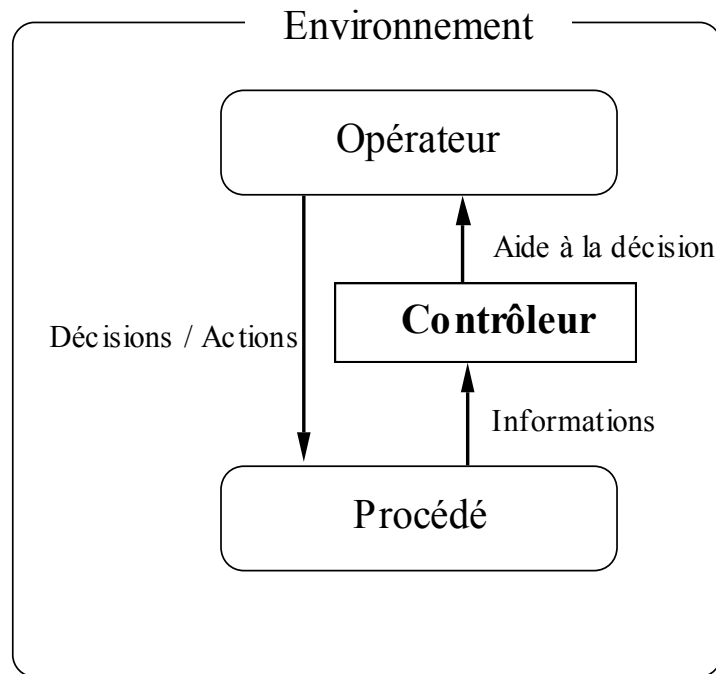 Environnement
Opérateur
Aide à la décision
Contrôleur
Décisions / Actions
Informations
Procédé